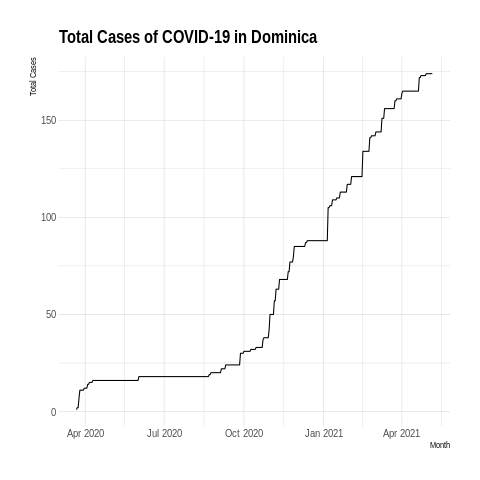 Total Cases of COVID-19 in Dominica
Total Cases
150
100
50
0
Apr 2020 Jul 2020 Oct 2020 Jan 2021 Apr 2021
Month